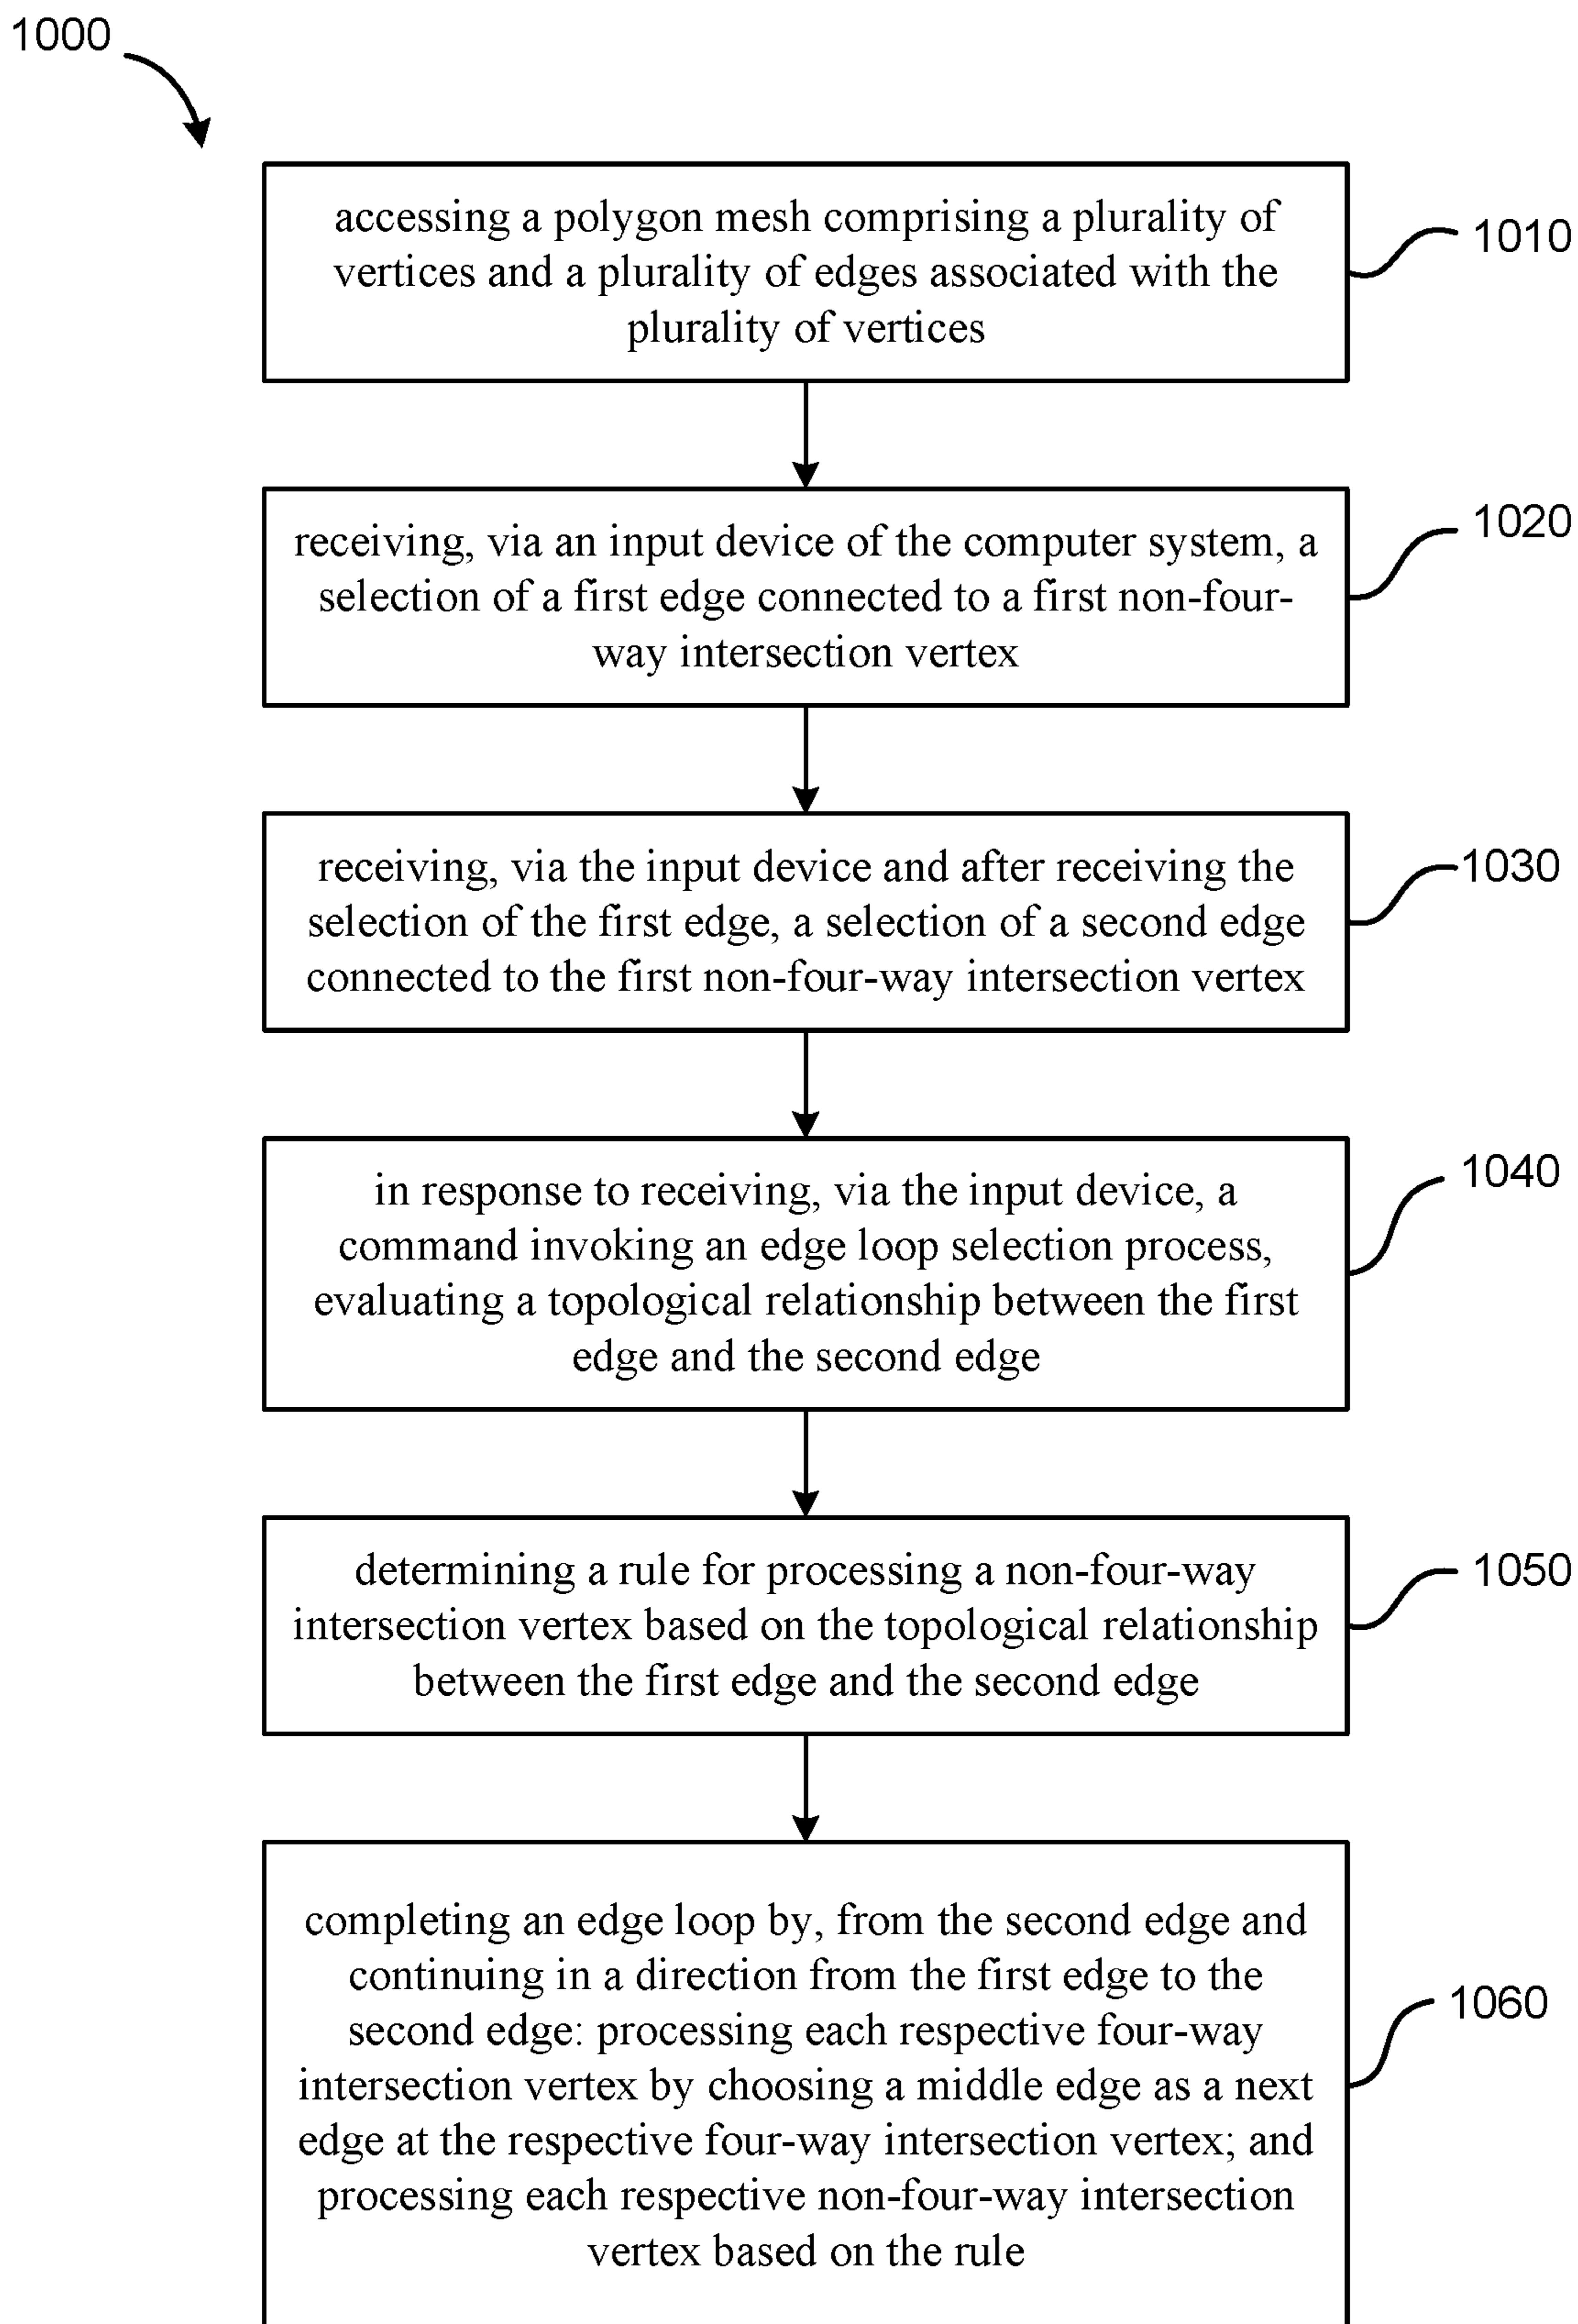 1000
accessing a polygon mesh comprising a plurality of
vertices and a plurality of edges associated with the
plurality of vertices
1010
receiving, via an input device of the computer system, a
selection of a first edge connected to a first non-four-
way intersection vertex
1020
receiving, via the input device and after receiving the
selection of the first edge, a selection of a second edge
connected to the first non-four-way intersection vertex
1030
in response to receiving, via the input device, a
command invoking an edge loop selection process,
evaluating a topological relationship between the first
edge and the second edge
1040
determining a rule for processing a non-four-way
intersection vertex based on the topological relationship
between the first edge and the second edge
1050
completing an edge loop by, from the second edge and
continuing in a direction from the first edge to the
second edge: processing each respective four-way
intersection vertex by choosing a middle edge as a next
edge at the respective four-way intersection vertex; and
processing each respective non-four-way intersection
vertex based on the rule
1060